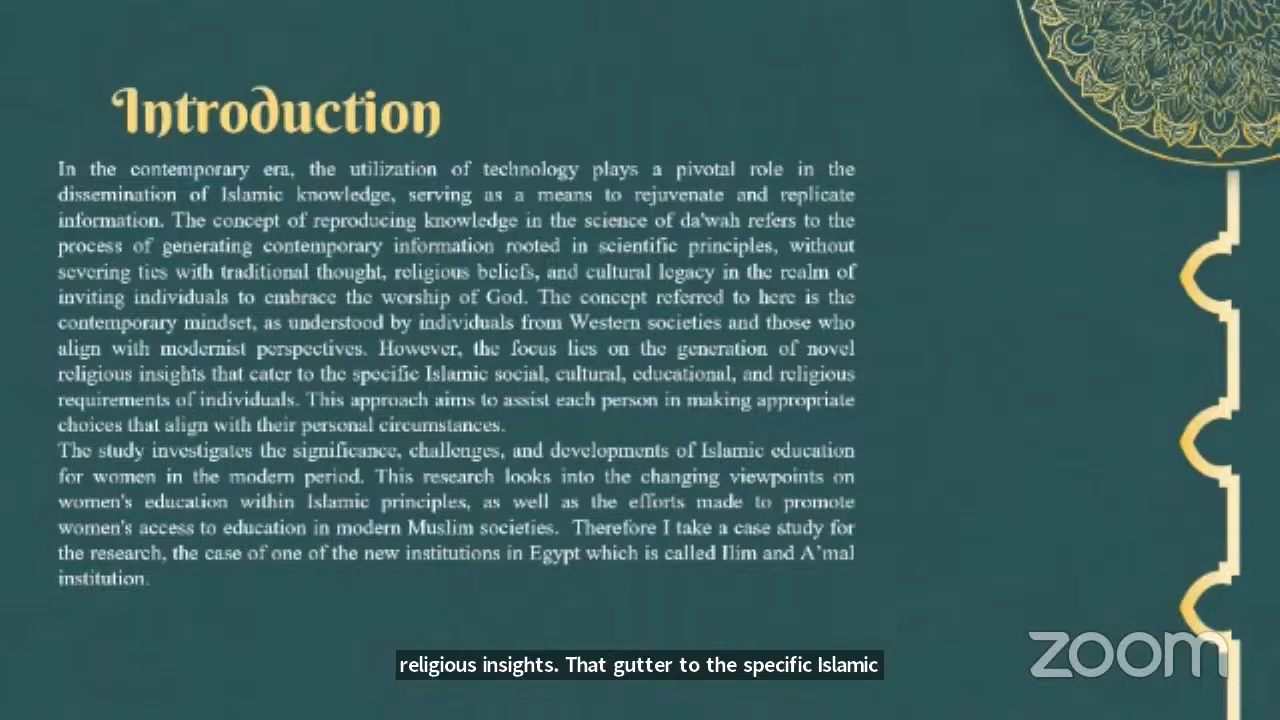 Introduction
In the contemporary era, the utilization of technology plays a pivotal role in the
dissemination of Islamic knowledge, serving as a means to rejuvenate and replicate
information. The concept of reproducing knowledge in the science of da'wah refers to the
process of generating contemporary information rooted in scientific principles, without
severing ties with traditional thought, religious beliefs, and cultural legacy in the realm of
inviting individuals to embrace the worship of God. The concept referred to here is the
contemporary mindset, as understood by individuals from Western societies and those who
align with modernist perspectives. However, the focus lies on the generation of novel
religious insights that cater to the specific Islamic social, cultural, educational, and religious
requirements of individuals. This approach aims to assist each person in making appropriate
choices that align with their personal circumstances.
The study investigates the significance, challenges, and developments of Islamic education
for women in the modern period. This research looks into the changing viewpoints on
women's education within Islamic principles, as well as the efforts made to promote
women's access to education in modern Muslim societies. Therefore I take a case study for
the research, the case of one of the new institutions in Egypt which is called Ilim and A'mal
institution.
religious insights. That gutter to the specific Islamic
zoom